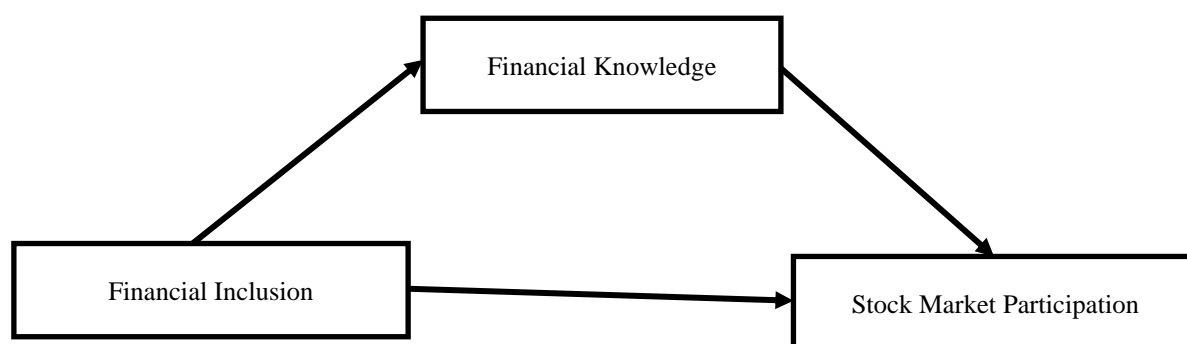 Financial Knowledge
Financial Inclusion
Stock Market Participation